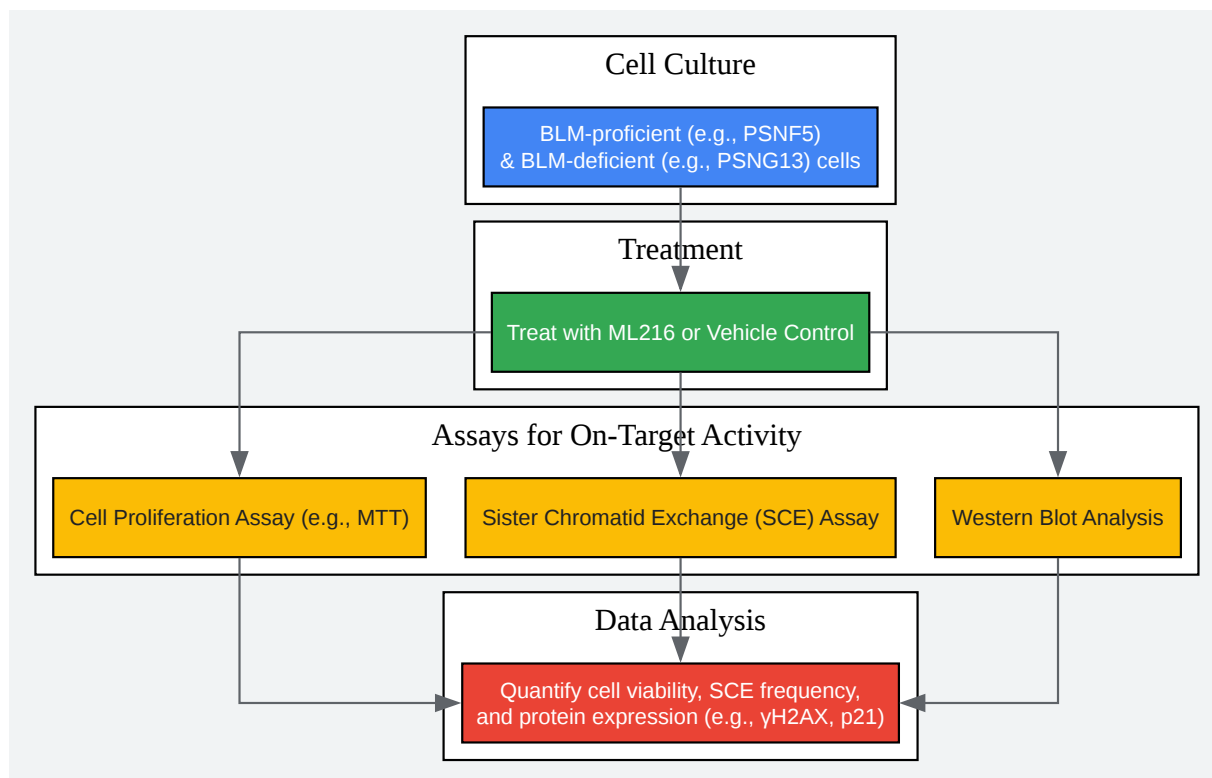 Cell Culture
BLM-proficient (e.g., PSNF5)
& BLM-deficient (e.g., PSNG13) cells
Treatment
Treat with ML216 or Vehicle Control
Assays for On-Target Activity
Cell Proliferation Assay (e.g., MTT)
Sister Chromatid Exchange (SCE) Assay
Western Blot Analysis
Data Analysis
Quantify cell viability, SCE frequency,
and protein expression (e.g., γH2AX, p21)